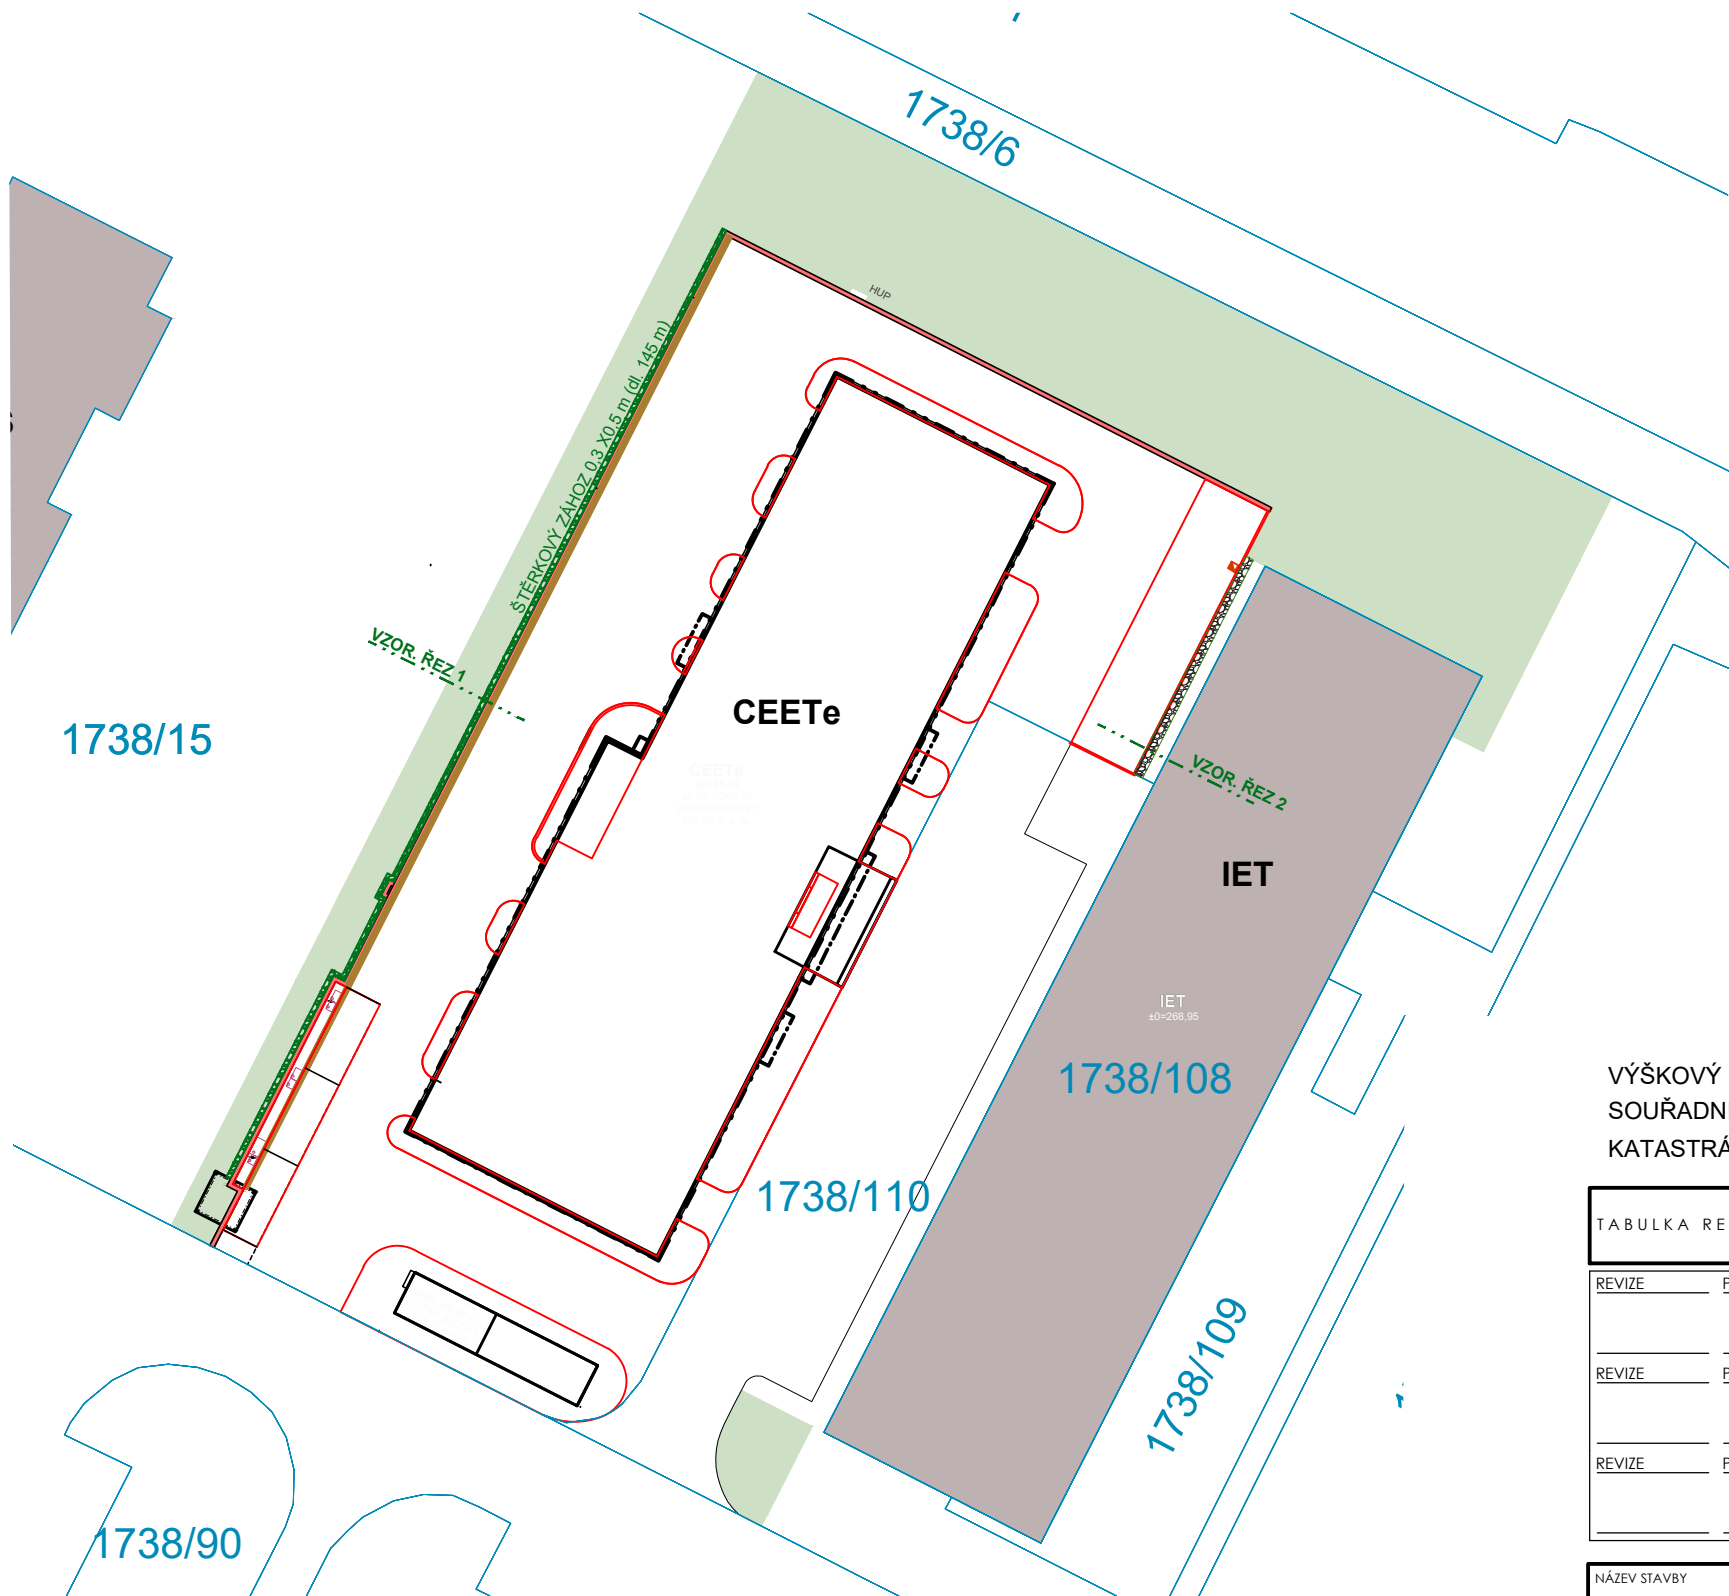 1738/6
HUP
ŠTĚRKOVÝ ZÁHOZ 0,3 X0,5 m (dl. 145 m)
VZOR. ŘEZ 1
CEETe
1738/15
VZOR. ŘEZ 2
IET
IET
±0=268,95
1738/108
VÝŠKOVÝ
SOUŘADN
KATASTRÁ
1738/110
TABULKA RE
REVIZE
1738/109
REVIZE
REVIZE
1738/90
NÁZEV STAVBY